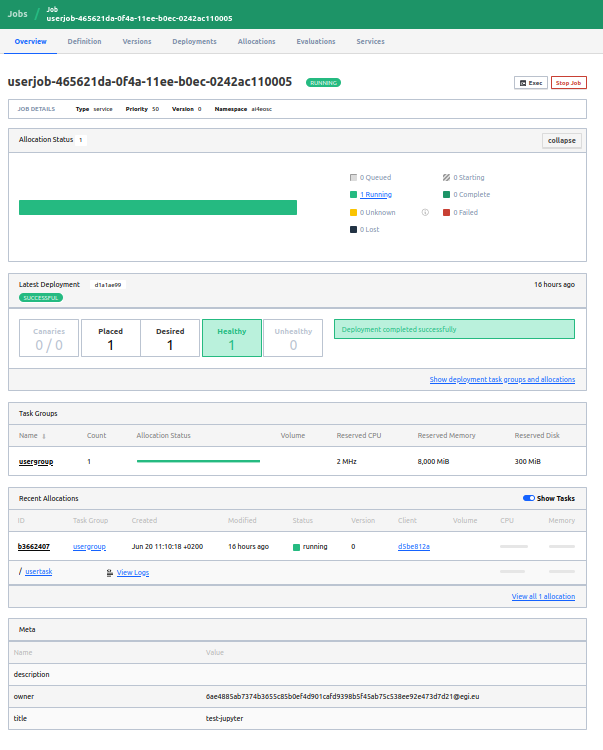 Jobs / Job
userjob-465621da-0f4a-11ee-b0ec-0242ac110005
Overview Definition Versions Deployments Allocations Evaluations Services
userjob-465621da-0f4a-11ee-b0ec-0242ac110005 RUNNING Exec Stop Job
JOB DETAILS Type service Priority 50 Version 0 Namespace ai4eosc
Allocation Status 1 collapse
0 Queued 0 Starting
1 Running 0 Complete
0 Unknown 0 Failed
0 Lost
Latest Deployment d1a1ae99 16 hours ago
SUCCESSFUL
Canaries Placed Desired Healthy Unhealthy Deployment completed successfully
0 / 0 1 1 1 0
Show deployment task groups and allocations
Task Groups
Name Count Allocation Status Volume Reserved CPU Reserved Memory Reserved Disk
usergroup 1 2 MHz 8,000 MiB 300 MiB
Recent Allocations Show Tasks
ID Task Group Created Modified Status Version Client Volume CPU Memory
b3662407 usergroup Jun 20 11:10:18 +0200 16 hours ago running 0 d5be812a
/ usertask View Logs
View all 1 allocation
Meta
Name Value
description
owner 6ae4885ab7374b3655c85b0ef4d901cafd9398b5f45ab75c538ee92e473d7d21@egi.eu
title test-jupyter